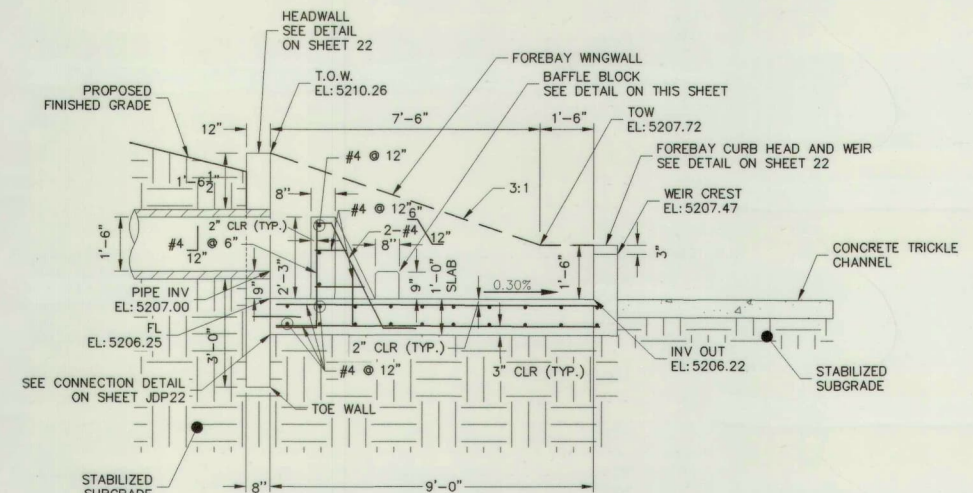 HEADWALL
SEE DETAIL
ON SHEET 22
FOREBAY WINGWALL
T.O.W.
EL: 5210.26
BAFFLE BLOCK
SEE DETAIL ON THIS SHEET
PROPOSED
FINISHED GRADE
12"
7'-6"
1'-6"
TOW
EL: 5207.72
#4 @ 12"
FOREBAY CURB HEAD AND WEIR
SEE DETAIL ON SHEET 22
3:1
1'-6 1/2"
8"
WEIR CREST
EL: 5207.47
#4 @ 12"
6"
2" CLR (TYP.)
2-#4
12"
1'-6"
#4
@ 6"
12"
8"
3"
CONCRETE TRICKLE
CHANNEL
2'-3"
9"
9"
1'-0"
SLAB
0.30%
1'-6"
PIPE INV
EL: 5207.00
FL
EL: 5206.25
3'-0"
2" CLR (TYP.)
INV OUT
EL: 5206.22
3" CLR (TYP.)
#4 @ 12"
STABILIZED
SUBGRADE
SEE CONNECTION DETAIL
ON SHEET JDP22
TOE WALL
STABILIZED
SUBGRADE
8"
9'-0"